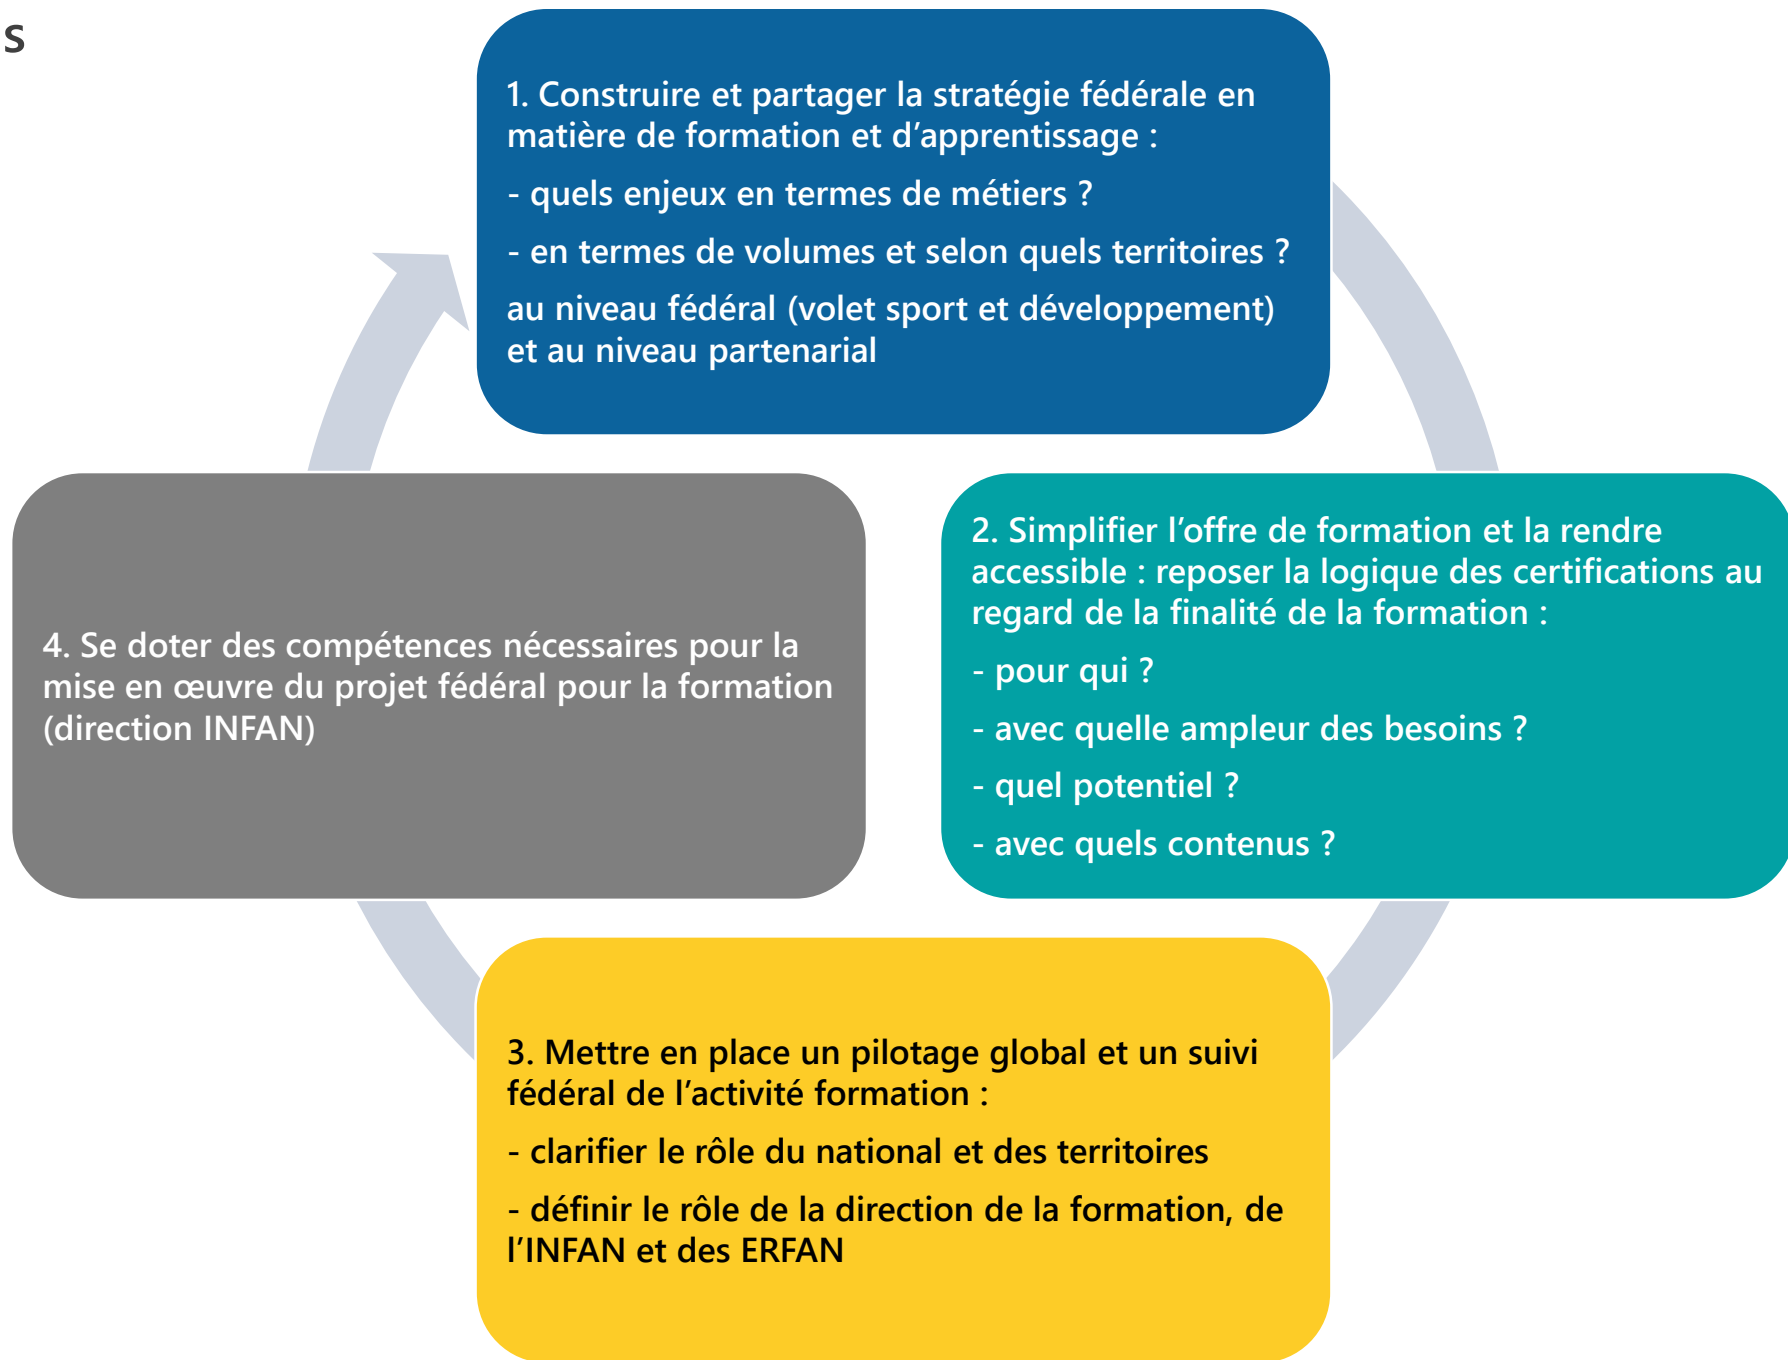 s
1. Construire et partager la stratégie fédérale en
matière de formation et d’apprentissage :
- quels enjeux en termes de métiers ?
- en termes de volumes et selon quels territoires ?
au niveau fédéral (volet sport et développement)
et au niveau partenarial
2. Simplifier l’offre de formation et la rendre
accessible : reposer la logique des certifications au
regard de la finalité de la formation :
- pour qui ?
- avec quelle ampleur des besoins ?
- quel potentiel ?
- avec quels contenus ?
3. Mettre en place un pilotage global et un suivi
fédéral de l’activité formation :
- clarifier le rôle du national et des territoires
- définir le rôle de la direction de la formation, de
l’INFAN et des ERFAN
4. Se doter des compétences nécessaires pour la
mise en œuvre du projet fédéral pour la formation
(direction INFAN)